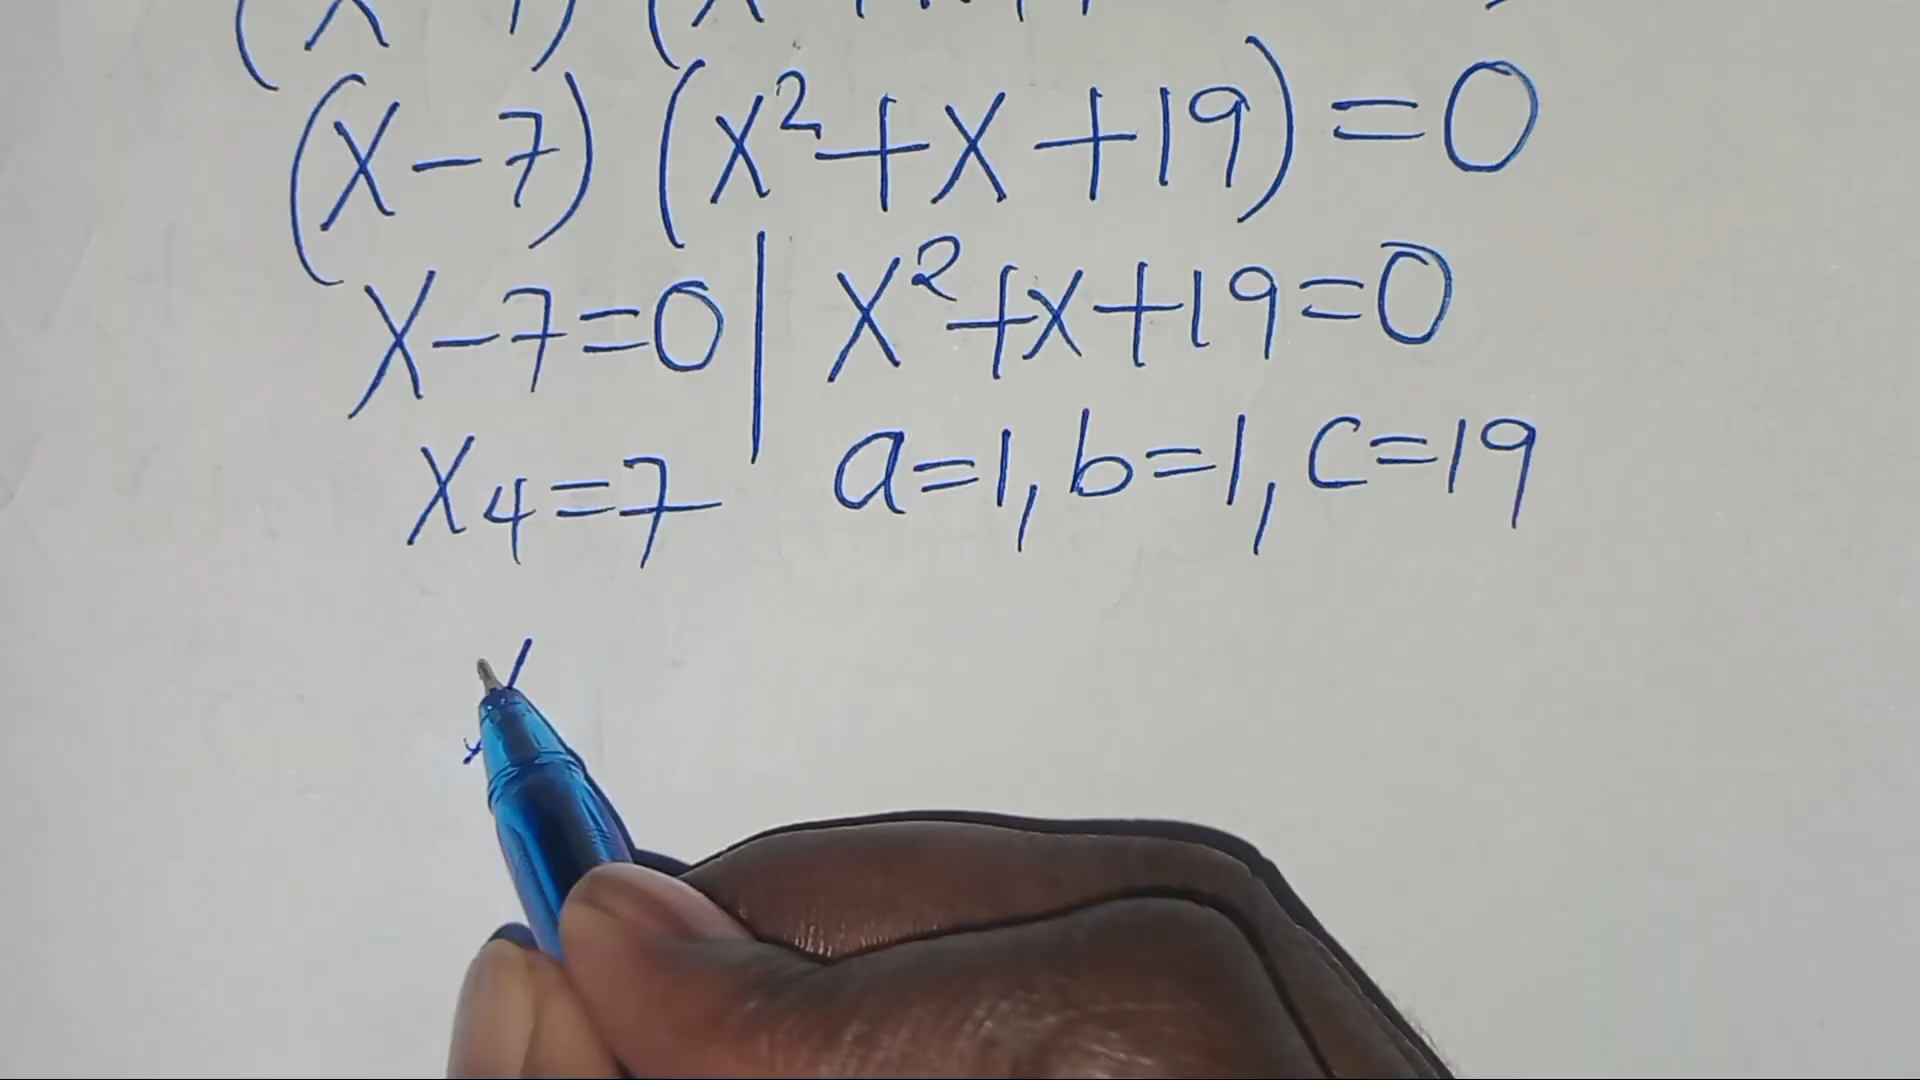 (x-7)(x²+x+19)=0
x-7=0 | x²+x+19=0
x₄=7 a=1, b=1, c=19
x